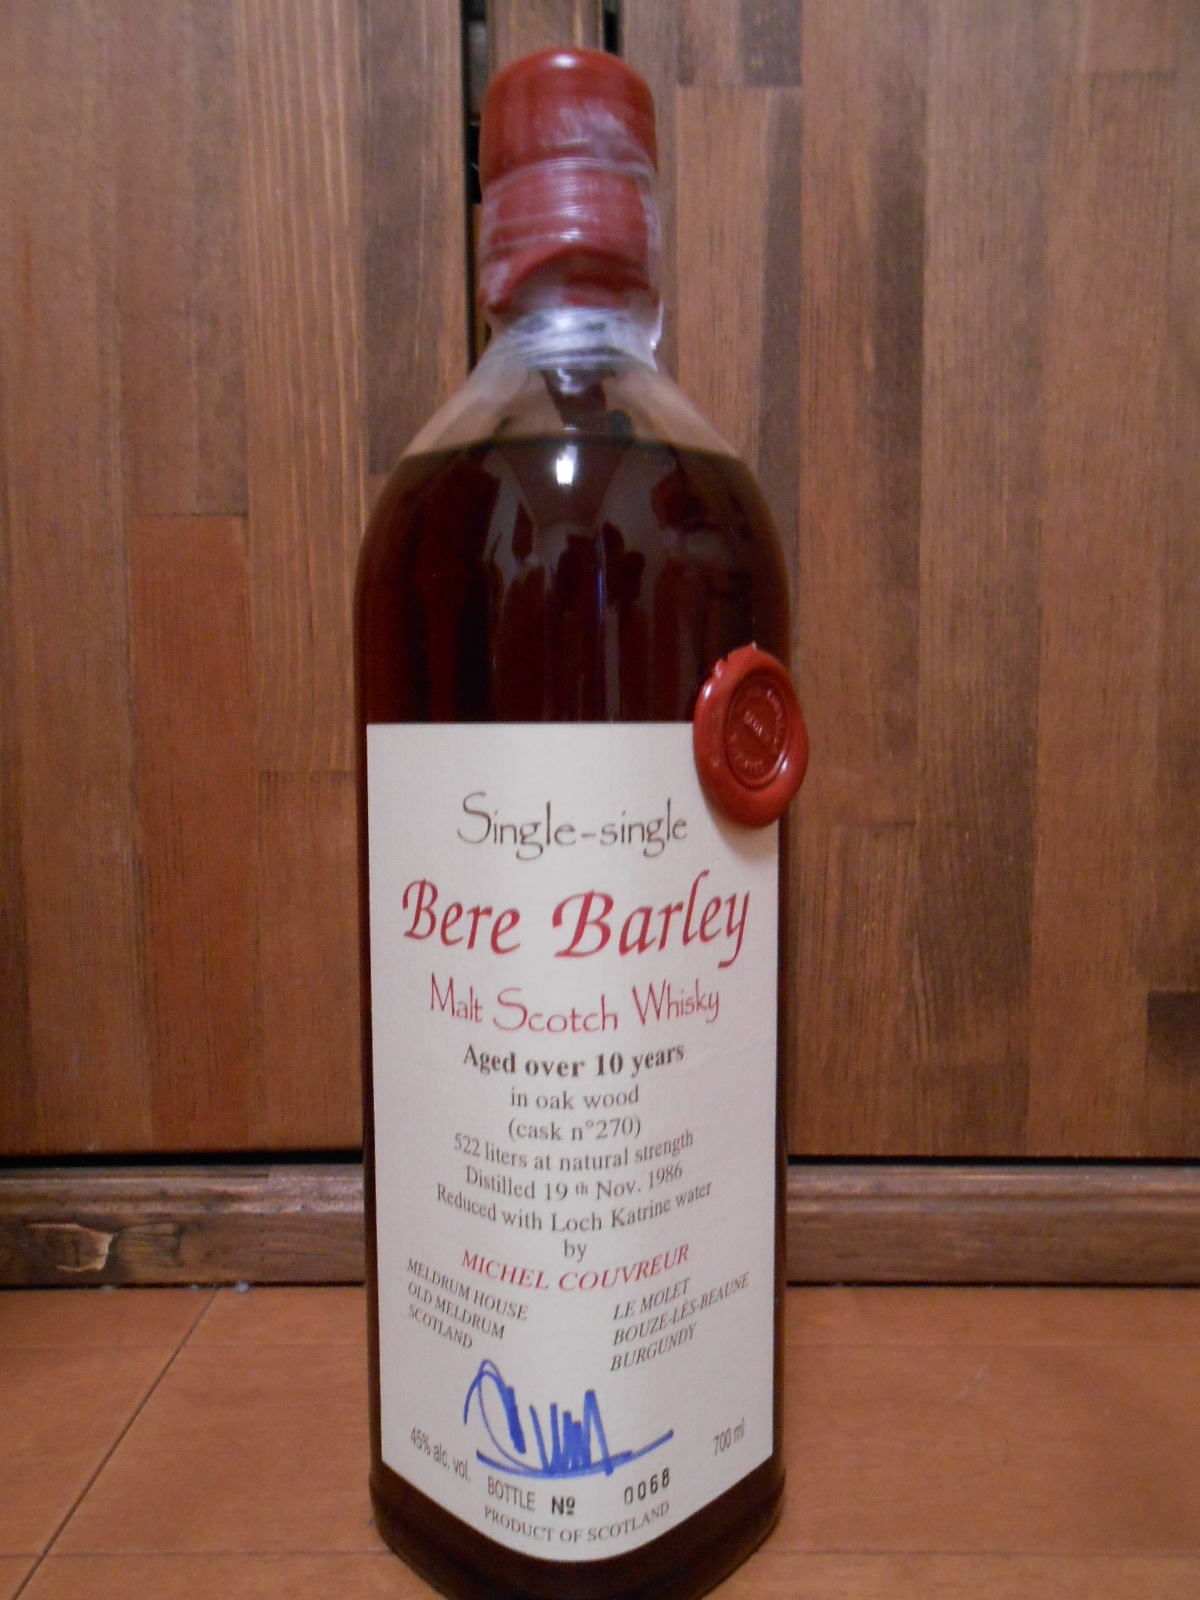 Single-single
Bere Barley
Malt Scotch Whisky
Aged over 10 years
in oak wood
(cask n°270)
522 liters at natural strength
Distilled 19 th Nov. 1986
Reduced with Loch Katrine water
by
MICHEL COUVREUR
MELDRUM HOUSE
OLD MELDRUM
SCOTLAND
LE MOLET
BOUZE-LES-BEAUNE
BURGUNDY
45% alc. vol.
700 ml
BOTTLE Nº 0068
PRODUCT OF SCOTLAND